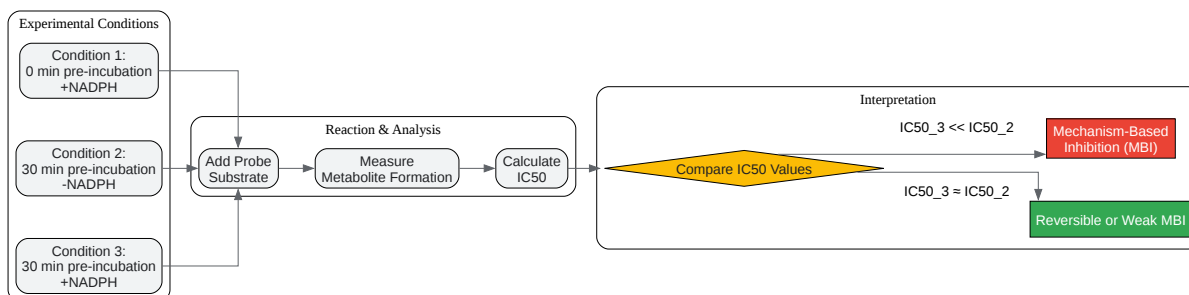 Experimental Conditions
Condition 1:
0 min pre-incubation
+NADPH
Condition 2:
30 min pre-incubation
-NADPH
Condition 3:
30 min pre-incubation
+NADPH
Reaction & Analysis
Add Probe
Substrate
Measure
Metabolite Formation
Calculate
IC50
Interpretation
Compare IC50 Values
IC50_3 << IC50_2
Mechanism-Based
Inhibition (MBI)
IC50_3 ≈ IC50_2
Reversible or Weak MBI